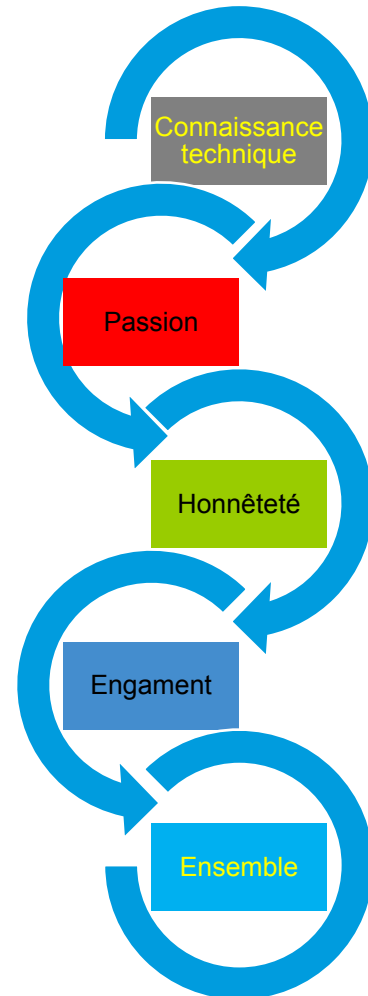 Connaissance
technique
Passion
Honnêteté
Engament
Ensemble